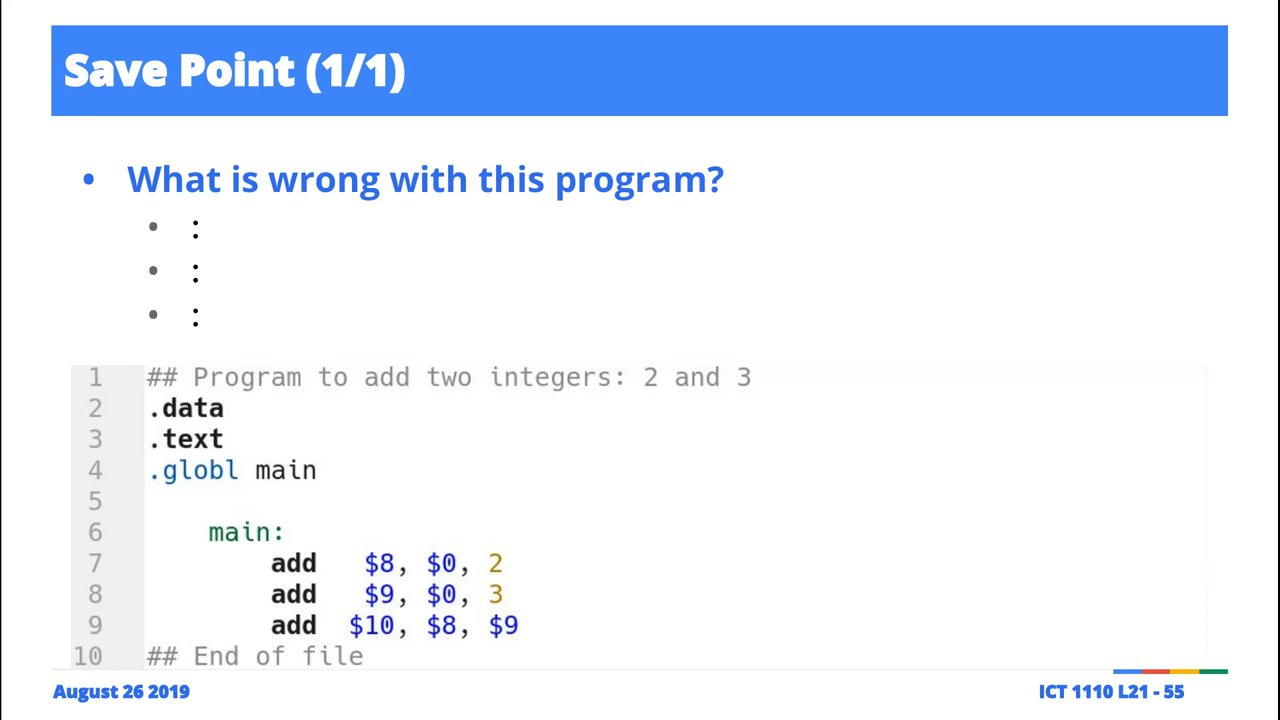 Save Point (1/1)
• What is wrong with this program?
• :
• :
• :
1 ## Program to add two integers: 2 and 3
2 .data
3 .text
4 .globl main
5
6     main:
7         add   $8, $0, 2
8         add   $9, $0, 3
9         add  $10, $8, $9
10 ## End of file
August 26 2019
ICT 1110 L21 - 55